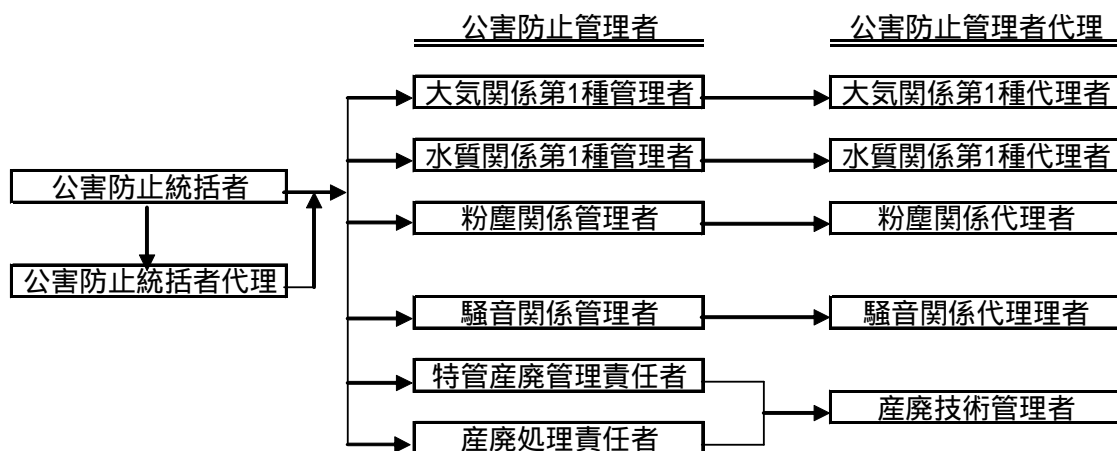 公害防止管理者 公害防止管理者代理
大気関係第1種管理者 大気関係第1種代理者
水質関係第1種管理者 水質関係第1種代理者
公害防止統括者
粉塵関係管理者 粉塵関係代理者
公害防止統括者代理
騒音関係管理者 騒音関係代理理者
特管産廃管理責任者
産廃技術管理者
産廃処理責任者